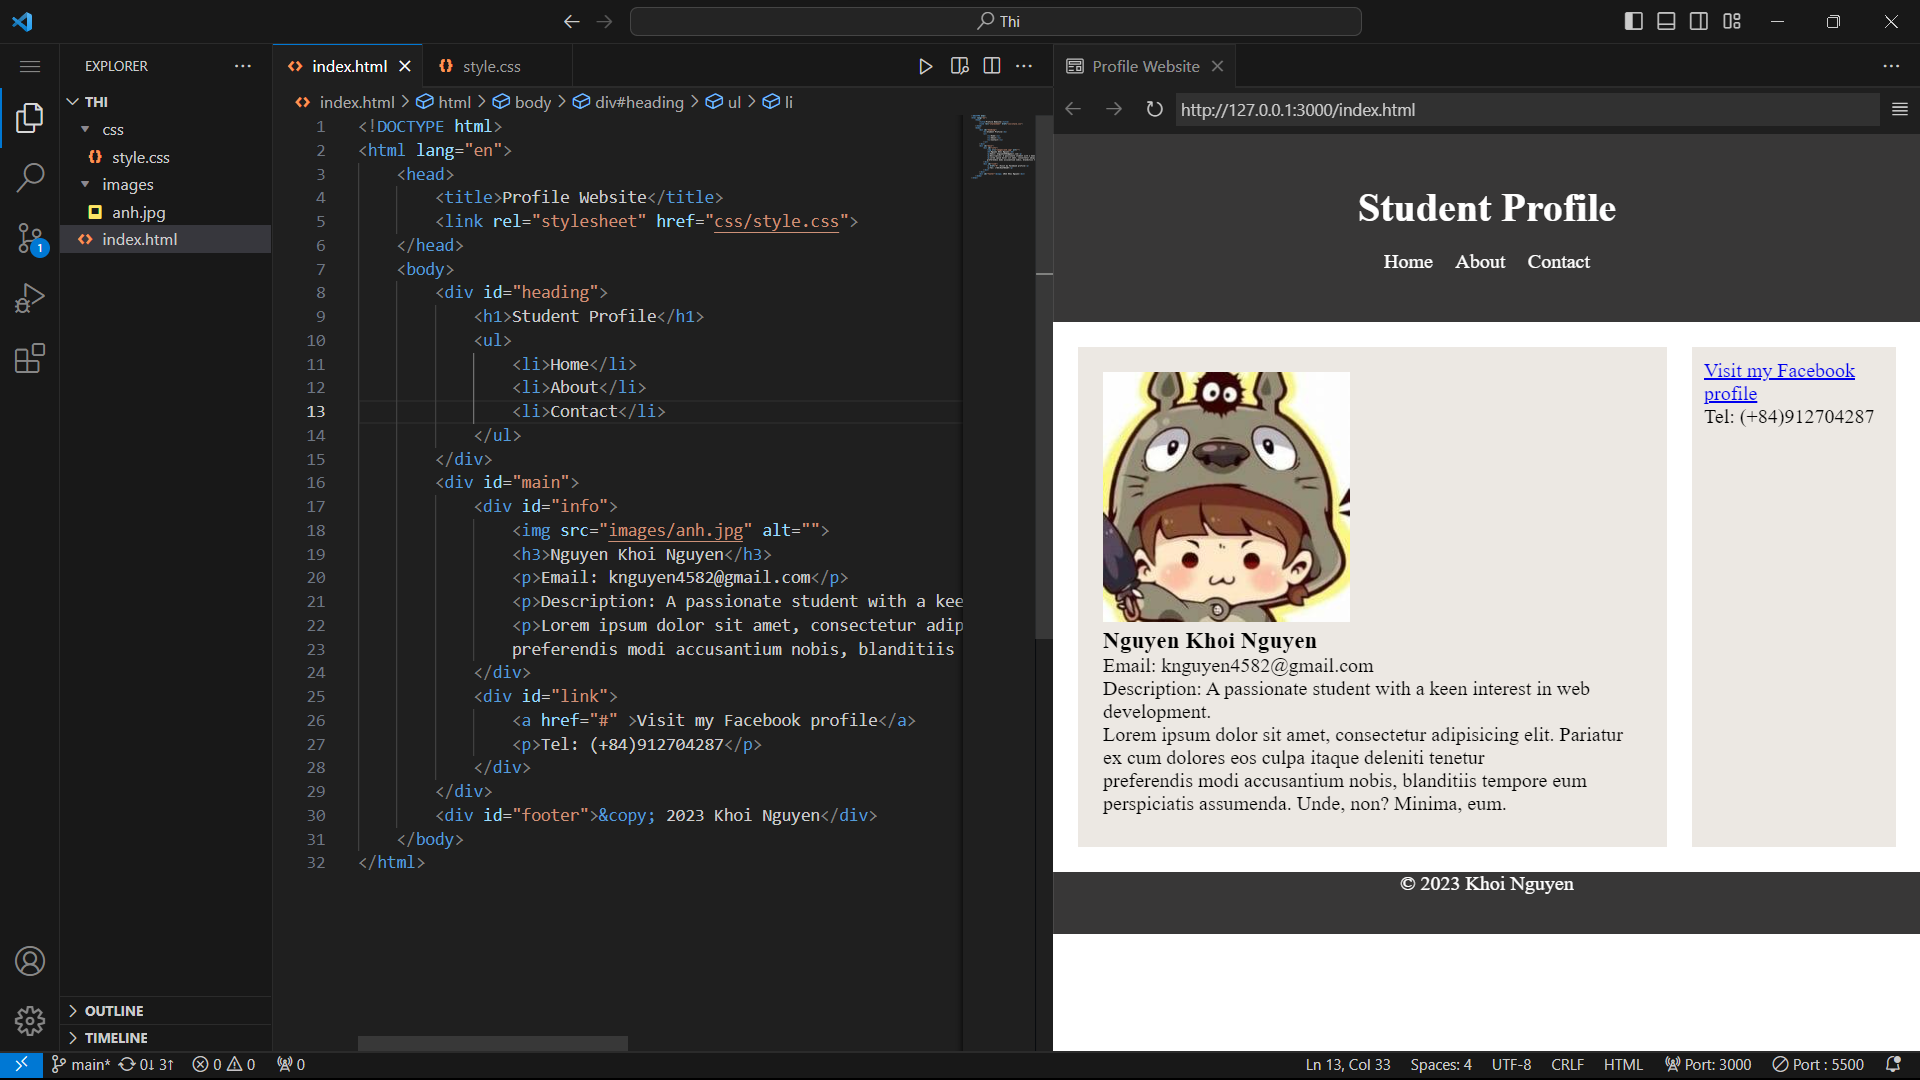 Thi
EXPLORER
THI
css
style.css
images
anh.jpg
index.html
1
OUTLINE
TIMELINE
index.html
style.css
index.html > html > body > div#heading > ul > li
1 <!DOCTYPE html>
2 <html lang="en">
3 <head>
4 <title>Profile Website</title>
5 <link rel="stylesheet" href="css/style.css">
6 </head>
7 <body>
8 <div id="heading">
9 <h1>Student Profile</h1>
10 <ul>
11 <li>Home</li>
12 <li>About</li>
13 <li>Contact</li>
14 </ul>
15 </div>
16 <div id="main">
17 <div id="info">
18 <img src="images/anh.jpg" alt="">
19 <h3>Nguyen Khoi Nguyen</h3>
20 <p>Email: knguyen4582@gmail.com</p>
21 <p>Description: A passionate student with a kee
22 <p>Lorem ipsum dolor sit amet, consectetur adip
23 preferendis modi accusantium nobis, blanditiis
24 </div>
25 <div id="link">
26 <a href="#" >Visit my Facebook profile</a>
27 <p>Tel: (+84)912704287</p>
28 </div>
29 </div>
30 <div id="footer">&copy; 2023 Khoi Nguyen</div>
31 </body>
32 </html>
Profile Website
http://127.0.0.1:3000/index.html
Student Profile
Home About Contact
Nguyen Khoi Nguyen
Email: knguyen4582@gmail.com
Description: A passionate student with a keen interest in web
development.
Lorem ipsum dolor sit amet, consectetur adipisicing elit. Pariatur
ex cum dolores eos culpa itaque deleniti tenetur
preferendis modi accusantium nobis, blanditiis tempore eum
perspiciatis assumenda. Unde, non? Minima, eum.
Visit my Facebook
profile
Tel: (+84)912704287
© 2023 Khoi Nguyen
main* 0↓ 3↑ 0 0 0
Ln 13, Col 33 Spaces: 4 UTF-8 CRLF HTML Port: 3000 Port : 5500